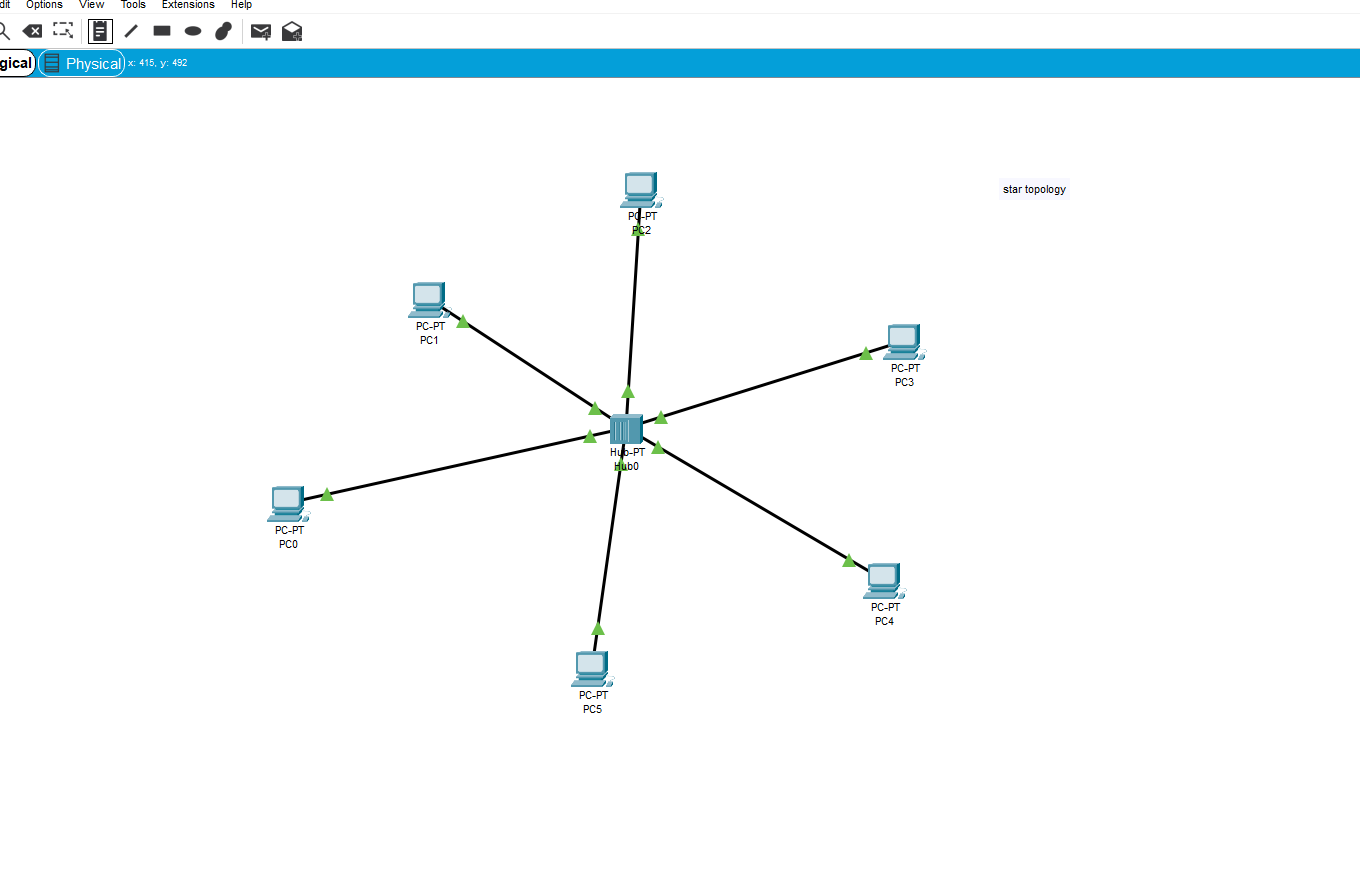 dit Options View Tools Extensions Help
gical Physical x: 415, y: 492
star topology
PC-PT
PC2
PC-PT
PC1
PC-PT
PC3
Hub-PT
Hub0
PC-PT
PC0
PC-PT
PC4
PC-PT
PC5